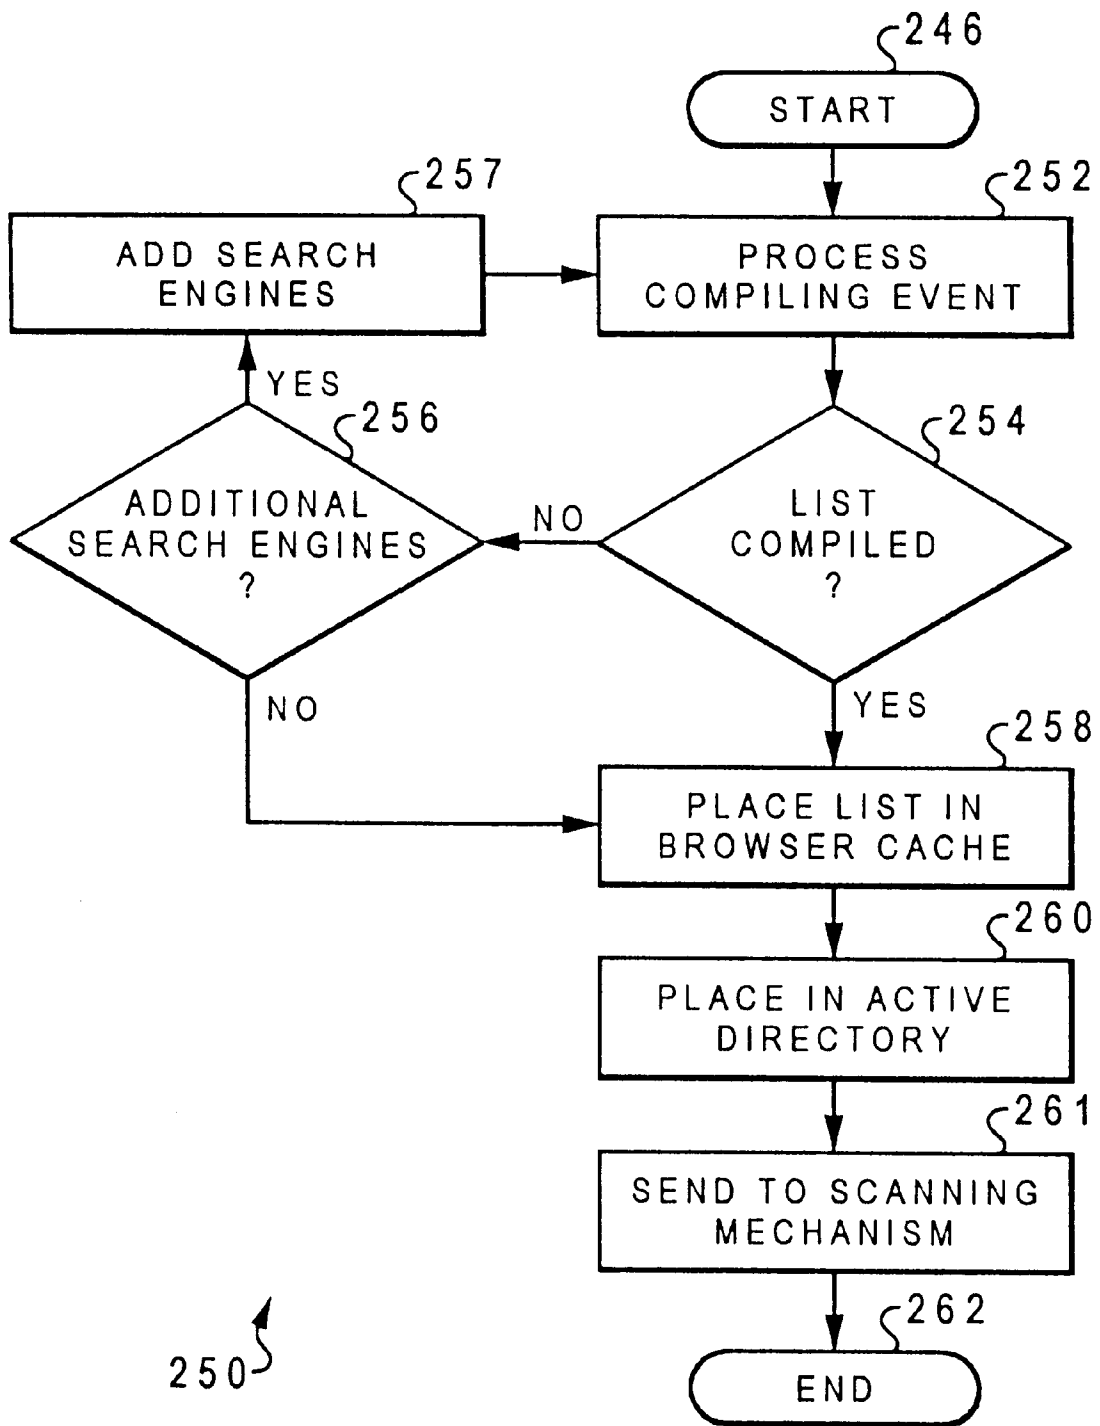 246
START
257
252
ADD SEARCH
ENGINES
PROCESS
COMPILING EVENT
YES
256
254
ADDITIONAL
SEARCH ENGINES
?
NO
LIST
COMPILED
?
NO
YES
258
PLACE LIST IN
BROWSER CACHE
260
PLACE IN ACTIVE
DIRECTORY
261
SEND TO SCANNING
MECHANISM
262
250
END